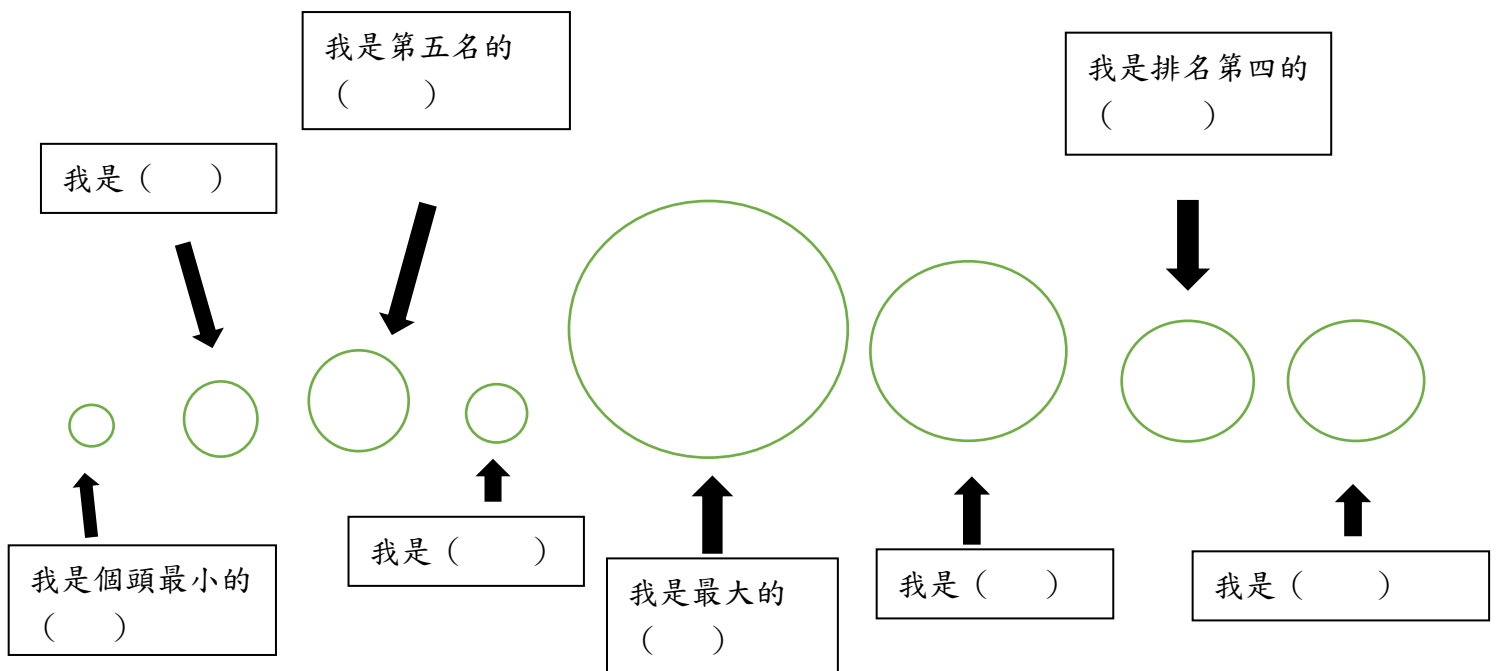 我是第五名的
（　　）
我是排名第四的
（　　）
我是（　　）
我是個頭最小的
（　　）
我是（　　）
我是最大的
（　　）
我是（　　）
我是（　　）